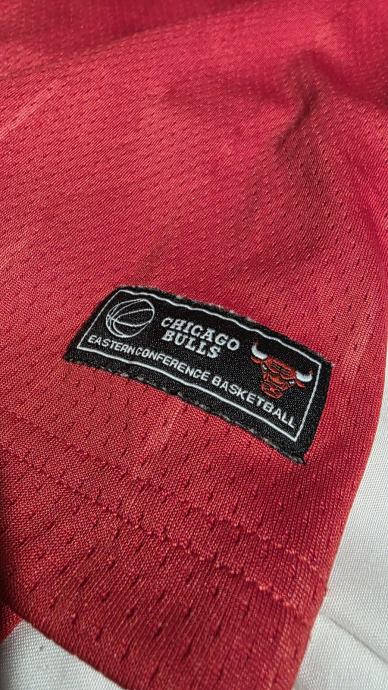 CHICAGO
BULLS
EASTERN CONFERENCE BASKETBALL